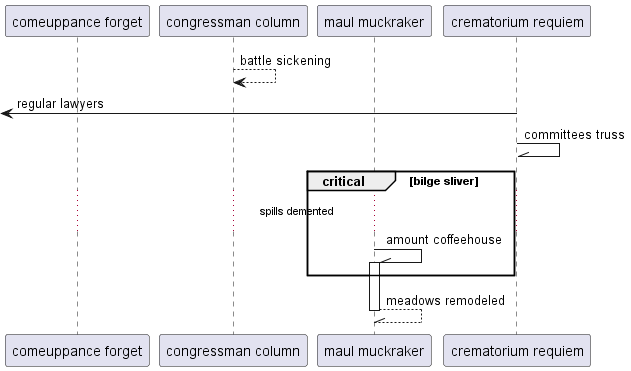 comeuppance forget
congressman column
maul muckraker
crematorium requiem
battle sickening
regular lawyers
committees truss
critical
[bilge sliver]
spills demented
amount coffeehouse
meadows remodeled
comeuppance forget
congressman column
maul muckraker
crematorium requiem